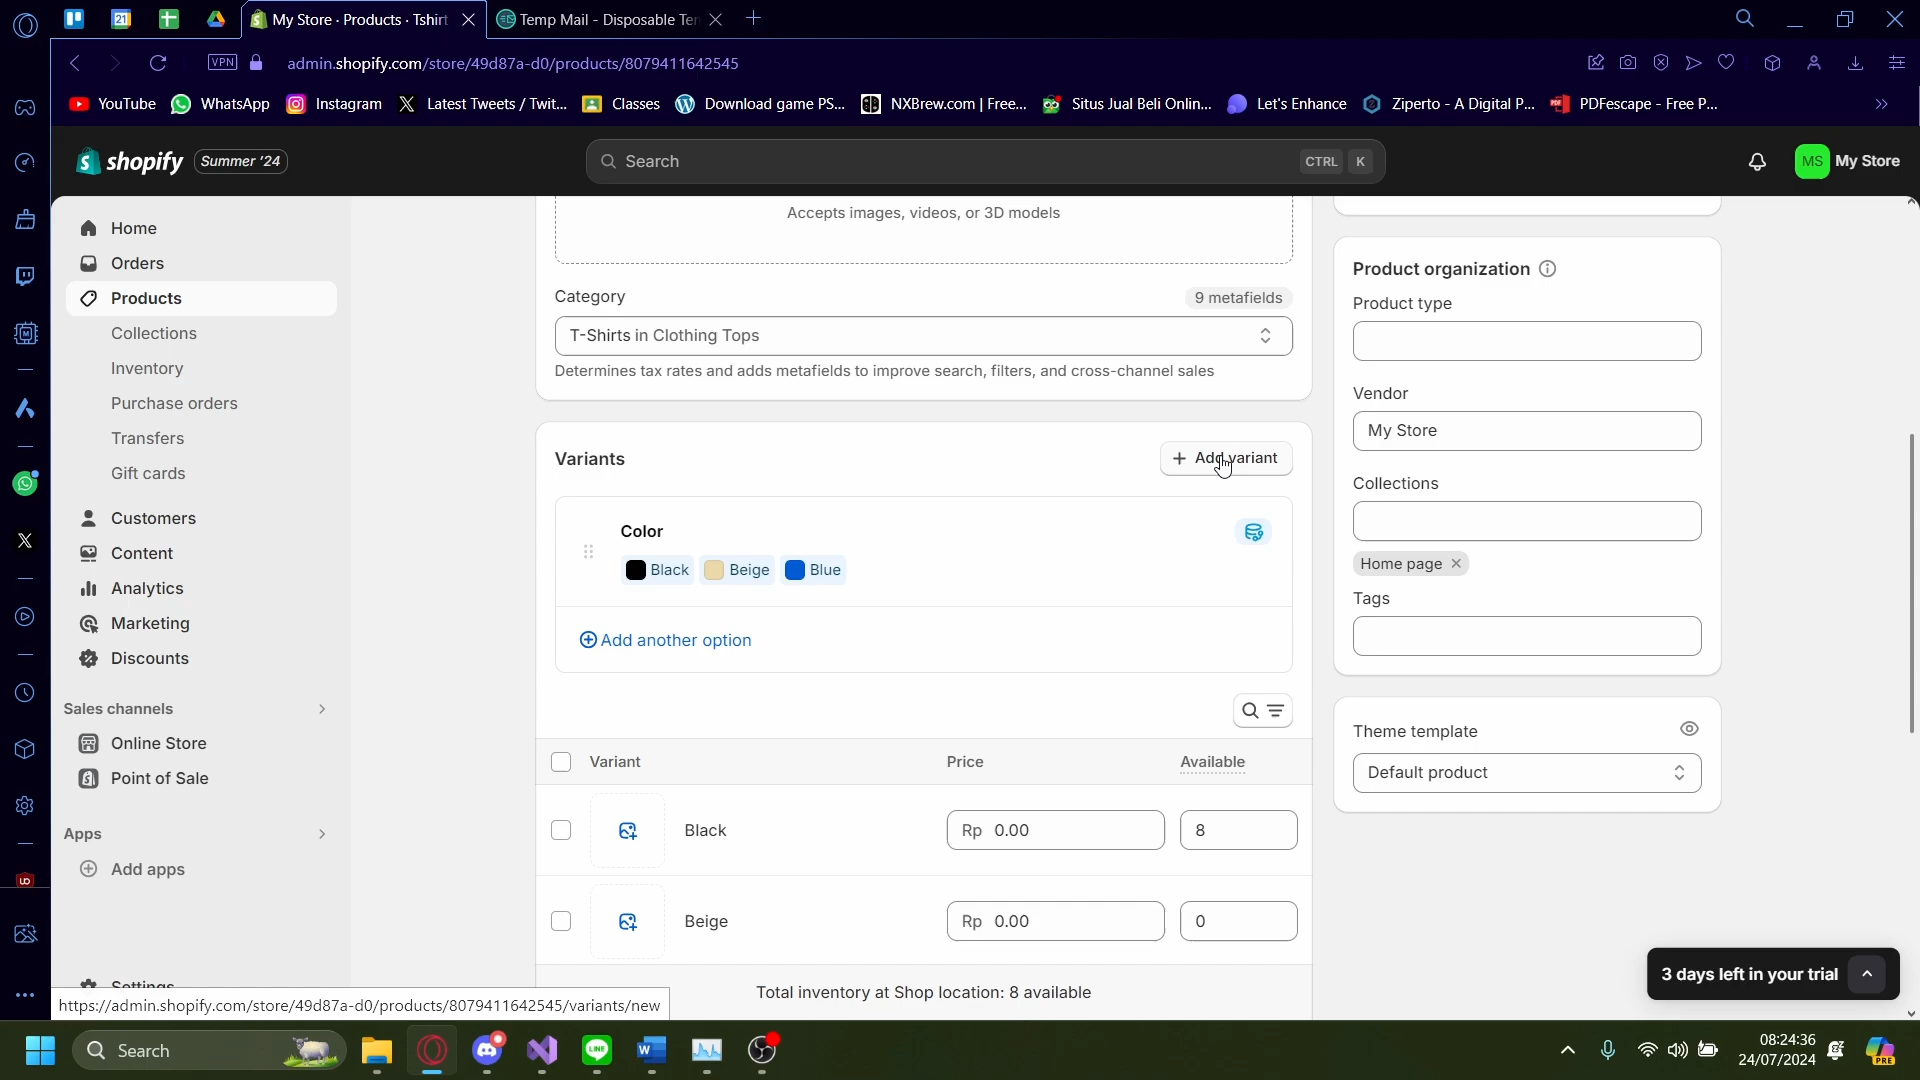 My Store · Products · Tshirt
Temp Mail - Disposable Ten
VPN
admin.shopify.com/store/49d87a-d0/products/8079411642545
YouTube
WhatsApp
Instagram
Latest Tweets / Twit...
Classes
Download game PS...
NXBrew.com | Free...
Situs Jual Beli Onlin...
Let's Enhance
Ziperto - A Digital P...
PDFescape - Free P...
shopify
Summer '24
Search
CTRL K
MS
My Store
Home
Orders
Products
Collections
Inventory
Purchase orders
Transfers
Gift cards
Customers
Content
Analytics
Marketing
Discounts
Sales channels
Online Store
Point of Sale
Apps
Add apps
Settings
Accepts images, videos, or 3D models
Category
9 metafields
T-Shirts in Clothing Tops
Determines tax rates and adds metafields to improve search, filters, and cross-channel sales
Variants
Add variant
Color
Black Beige Blue
Add another option
Variant Price Available
Black Rp 0.00 8
Beige Rp 0.00 0
Total inventory at Shop location: 8 available
Product organization
Product type
Vendor
My Store
Collections
Home page
Tags
Theme template
Default product
3 days left in your trial
https://admin.shopify.com/store/49d87a-d0/products/8079411642545/variants/new
Search
08:24:36
24/07/2024
PRE